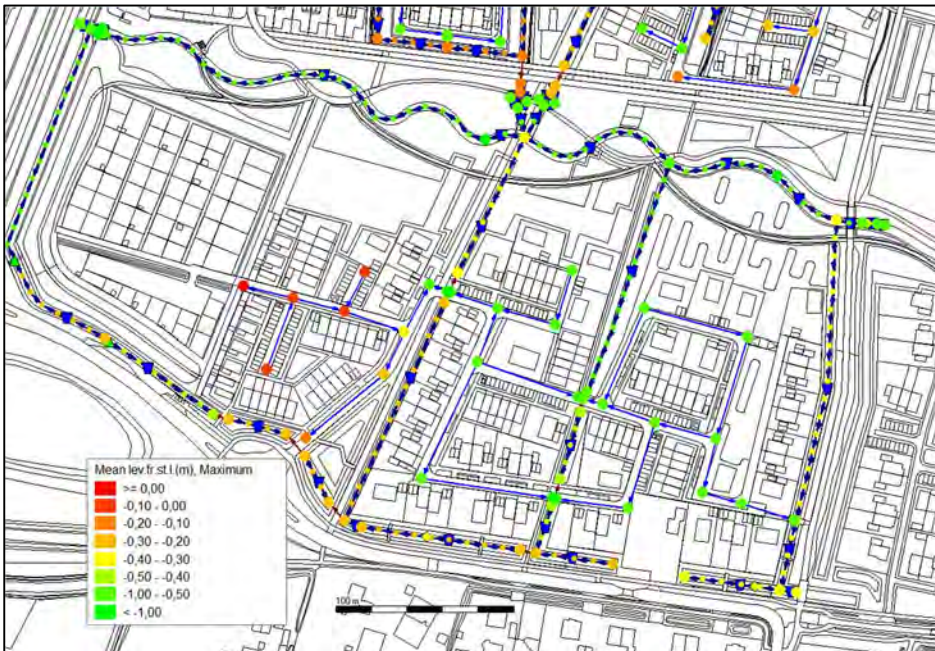 Mean lev.fr.st.l.(m), Maximum
>= 0,00
-0,10 - 0,00
-0,20 - -0,10
-0,30 - -0,20
-0,40 - -0,30
-0,50 - -0,40
-1,00 - -0,50
< -1,00
100 m